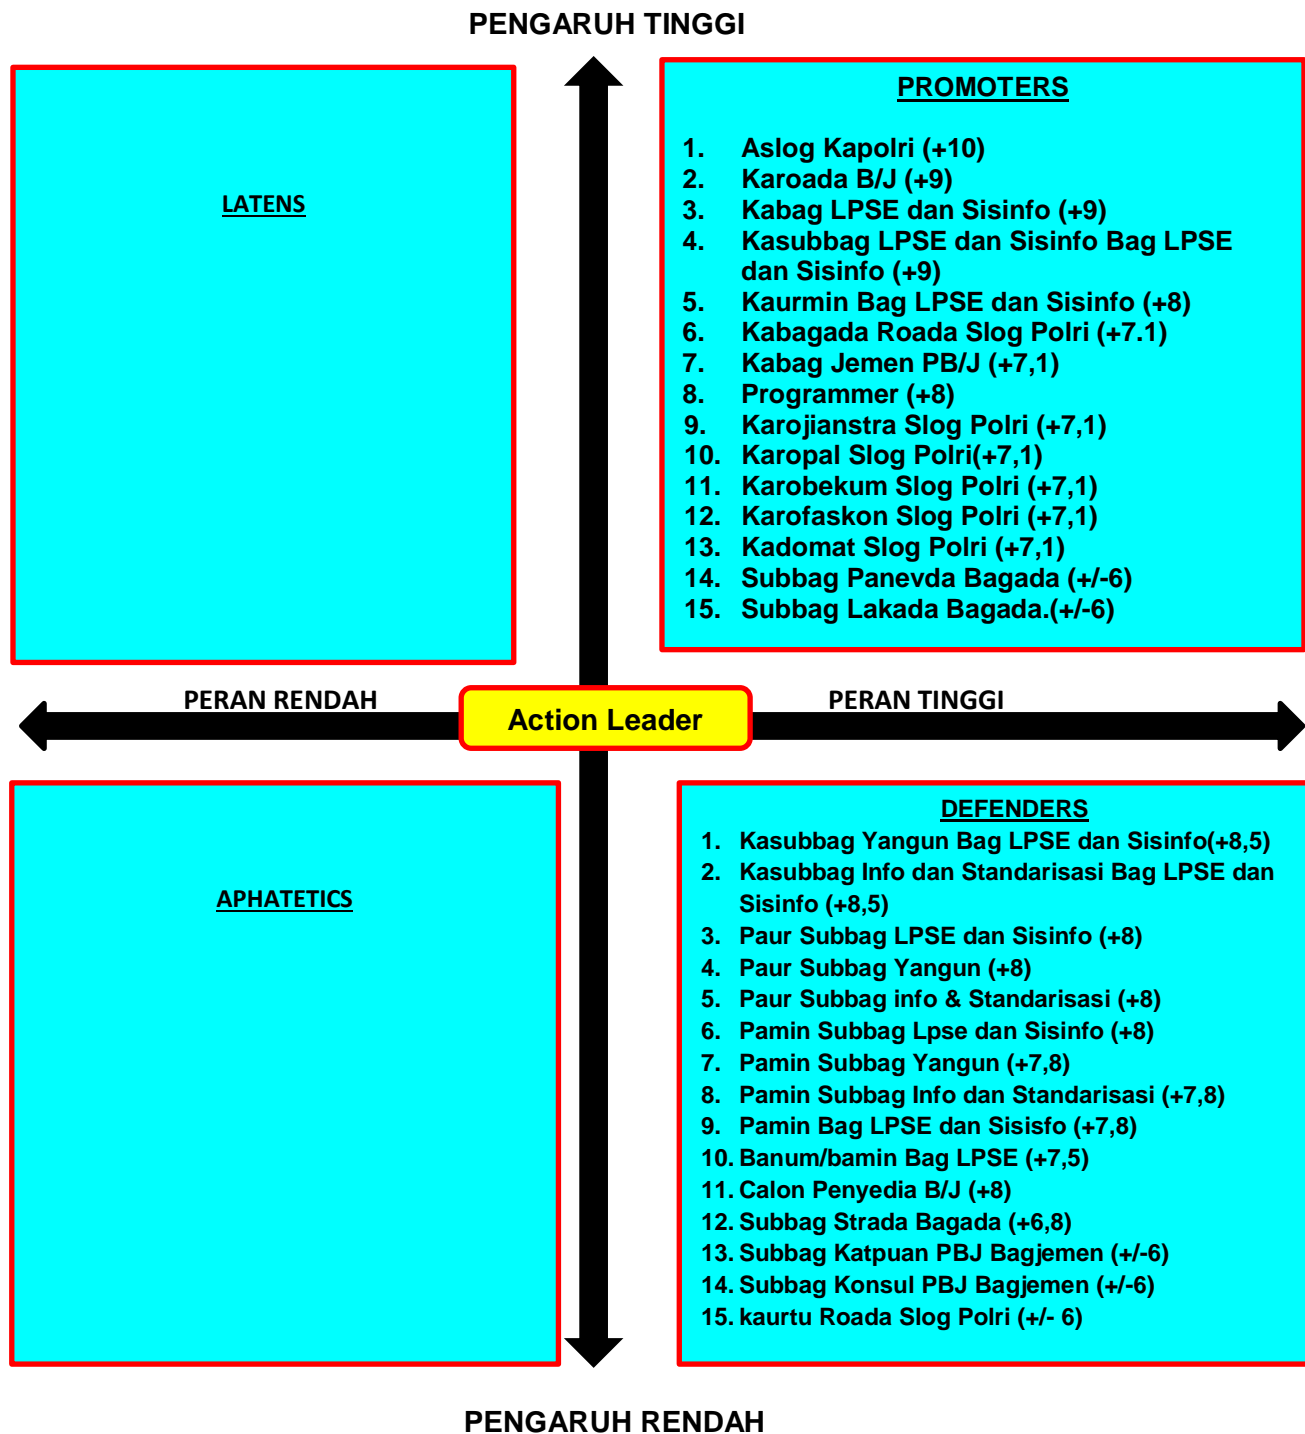 PENGARUH TINGGI
LATENS
PROMOTERS
1. Aslog Kapolri (+10)
2. Karoada B/J (+9)
3. Kabag LPSE dan Sisinfo (+9)
4. Kasubbag LPSE dan Sisinfo Bag LPSE
dan Sisinfo (+9)
5. Kaurmin Bag LPSE dan Sisinfo (+8)
6. Kabagada Roada Slog Polri (+7.1)
7. Kabag Jemen PB/J (+7,1)
8. Programmer (+8)
9. Karojianstra Slog Polri (+7,1)
10. Karopal Slog Polri(+7,1)
11. Karobekum Slog Polri (+7,1)
12. Karofaskon Slog Polri (+7,1)
13. Kadomat Slog Polri (+7,1)
14. Subbag Panevda Bagada (+/-6)
15. Subbag Lakada Bagada.(+/-6)
PERAN RENDAH
Action Leader
PERAN TINGGI
APHATETICS
DEFENDERS
1. Kasubbag Yangun Bag LPSE dan Sisinfo(+8,5)
2. Kasubbag Info dan Standarisasi Bag LPSE dan
Sisinfo (+8,5)
3. Paur Subbag LPSE dan Sisinfo (+8)
4. Paur Subbag Yangun (+8)
5. Paur Subbag info & Standarisasi (+8)
6. Pamin Subbag Lpse dan Sisinfo (+8)
7. Pamin Subbag Yangun (+7,8)
8. Pamin Subbag Info dan Standarisasi (+7,8)
9. Pamin Bag LPSE dan Sisisfo (+7,8)
10. Banum/bamin Bag LPSE (+7,5)
11. Calon Penyedia B/J (+8)
12. Subbag Strada Bagada (+6,8)
13. Subbag Katpuan PBJ Bagjemen (+/-6)
14. Subbag Konsul PBJ Bagjemen (+/-6)
15. kaurtu Roada Slog Polri (+/- 6)
PENGARUH RENDAH